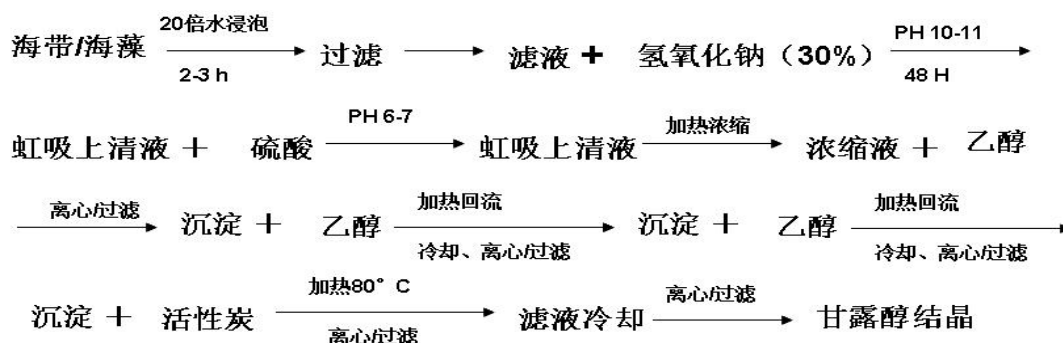 20倍水浸泡 PH 10-11
海带/海藻 过滤 滤液 + 氢氧化钠（30%）
2-3 h 48 H
PH 6-7 加热浓缩
虹吸上清液 + 硫酸 虹吸上清液 浓缩液 + 乙醇
离心/过滤 加热回流 加热回流
沉淀 + 乙醇 沉淀 + 乙醇
冷却、离心/过滤 冷却、离心/过滤
加热80° C 离心/过滤
沉淀 + 活性炭 滤液冷却 甘露醇结晶
离心/过滤